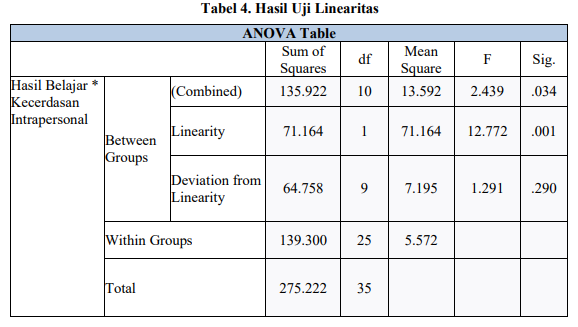 Tabel 4. Hasil Uji Linearitas
ANOVA Table
Sum of Squares df Mean Square F Sig.
Hasil Belajar * Kecerdasan Intrapersonal Between Groups (Combined) 135.922 10 13.592 2.439 .034
Linearity 71.164 1 71.164 12.772 .001
Deviation from Linearity 64.758 9 7.195 1.291 .290
Within Groups 139.300 25 5.572
Total 275.222 35